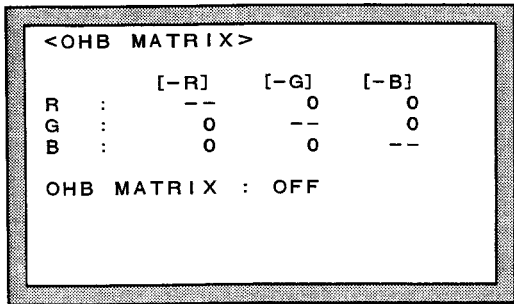 <OHB MATRIX>
[-R] [-G] [-B]
R : -- 0 0
G : 0 -- 0
B : 0 0 --
OHB MATRIX : OFF